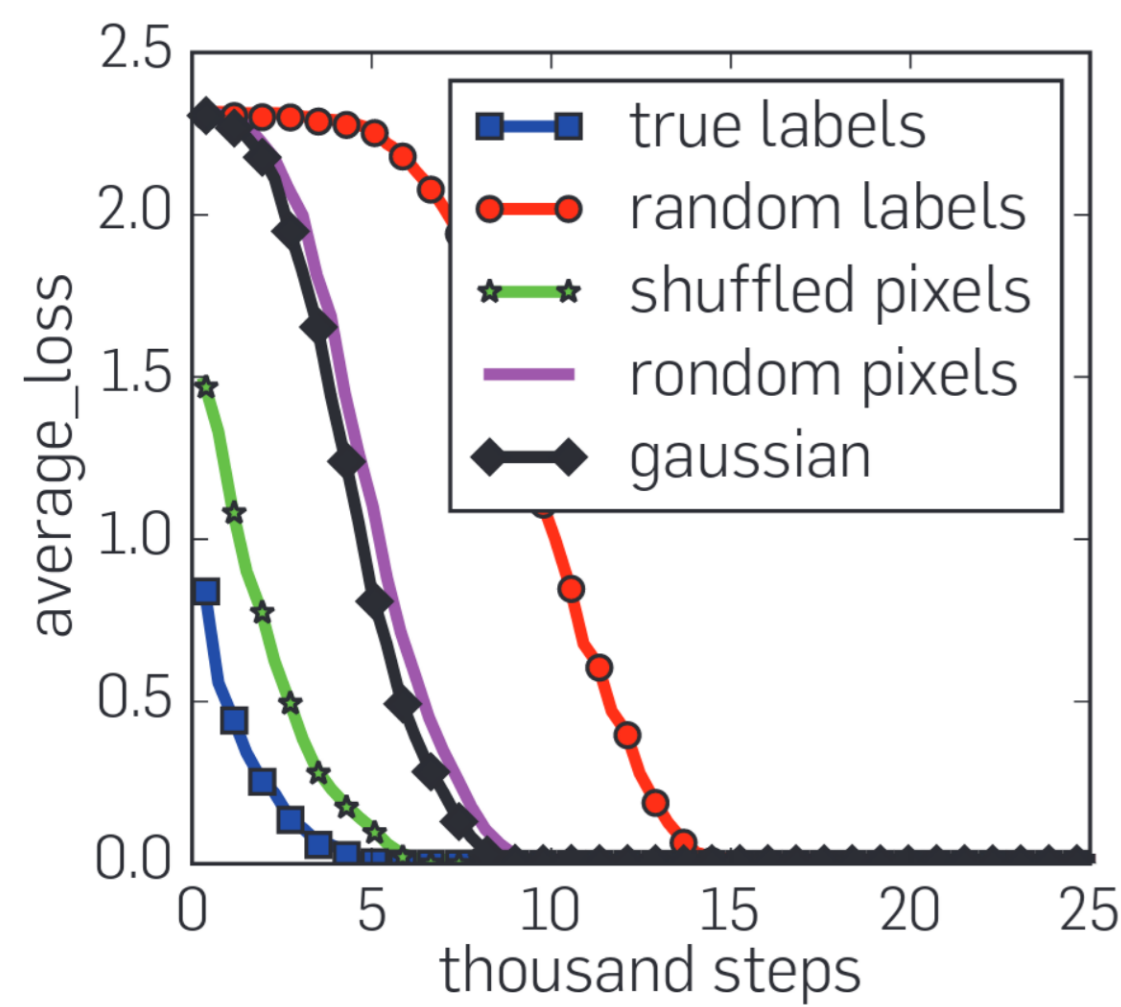 2.5
2.0
1.5
1.0
0.5
0.0
average_loss
true labels
random labels
shuffled pixels
rondom pixels
gaussian
0 5 10 15 20 25
thousand steps